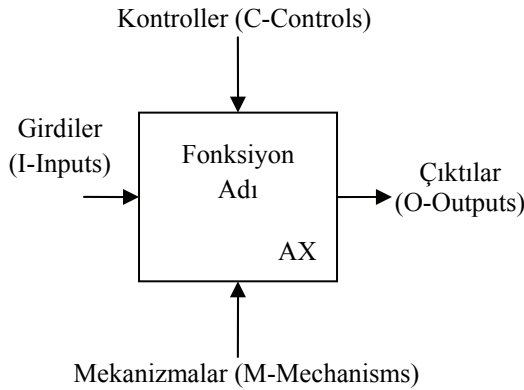 Kontroller (C-Controls)
Girdiler
(I-Inputs)
Fonksiyon
Adı
AX
Çıktılar
(O-Outputs)
Mekanizmalar (M-Mechanisms)